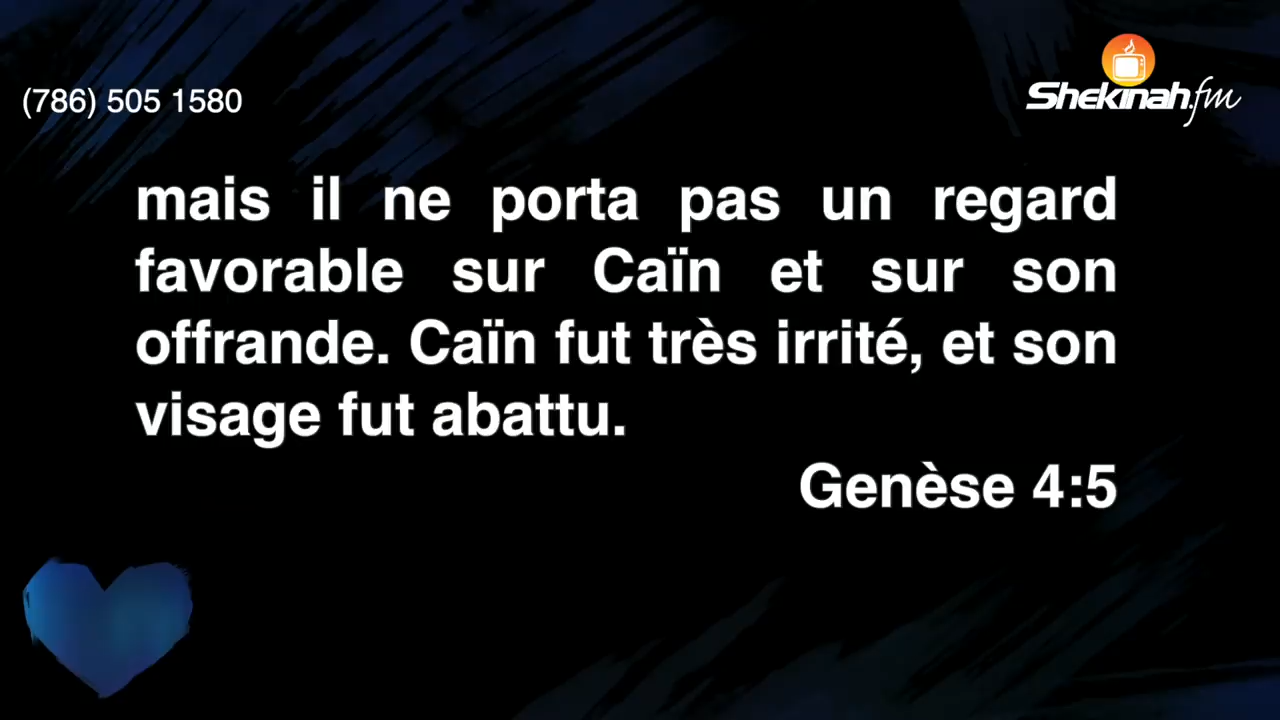 (786) 505 1580
Shekinah.fm
mais il ne porta pas un regard
favorable sur Caïn et sur son
offrande. Caïn fut très irrité, et son
visage fut abattu.
Genèse 4:5